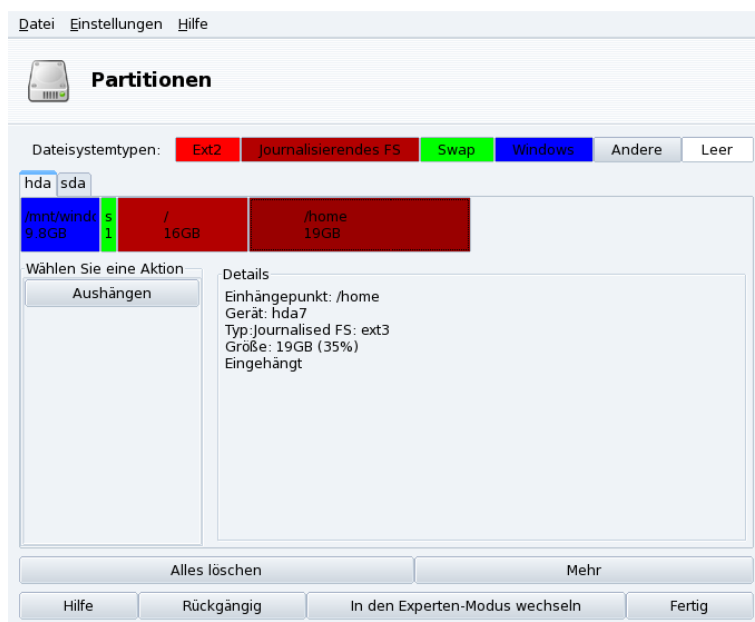 Datei Einstellungen Hilfe
Partitionen
Dateisystemtypen: Ext2 Journalisierendes FS Swap Windows Andere Leer
hda sda
/mnt/windo s / /home
9.8GB 1 16GB 19GB
Wählen Sie eine Aktion
Aushängen
Details
Einhängepunkt: /home
Gerät: hda7
Typ:Journalised FS: ext3
Größe: 19GB (35%)
Eingehängt
Alles löschen Mehr
Hilfe Rückgängig In den Experten-Modus wechseln Fertig